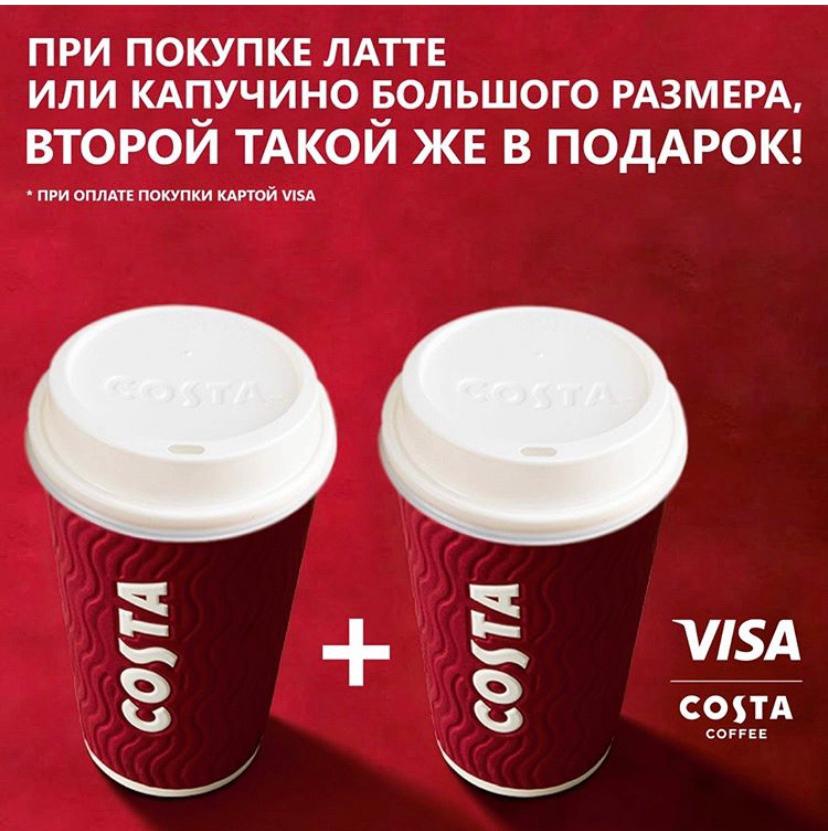 ПРИ ПОКУПКЕ ЛАТТЕ
ИЛИ КАПУЧИНО БОЛЬШОГО РАЗМЕРА,
ВТОРОЙ ТАКОЙ ЖЕ В ПОДАРОК!
* ПРИ ОПЛАТЕ ПОКУПКИ КАРТОЙ VISA
COSTA
COSTA
COSTA
+
COSTA
VISA
COSTA
COFFEE